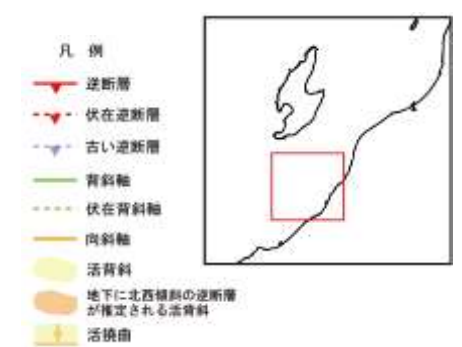 凡 例
逆断層
伏在逆断層
古い逆断層
背斜軸
伏在背斜軸
向斜軸
活背斜
地下に北西傾斜の逆断層
が推定される活背斜
活撓曲